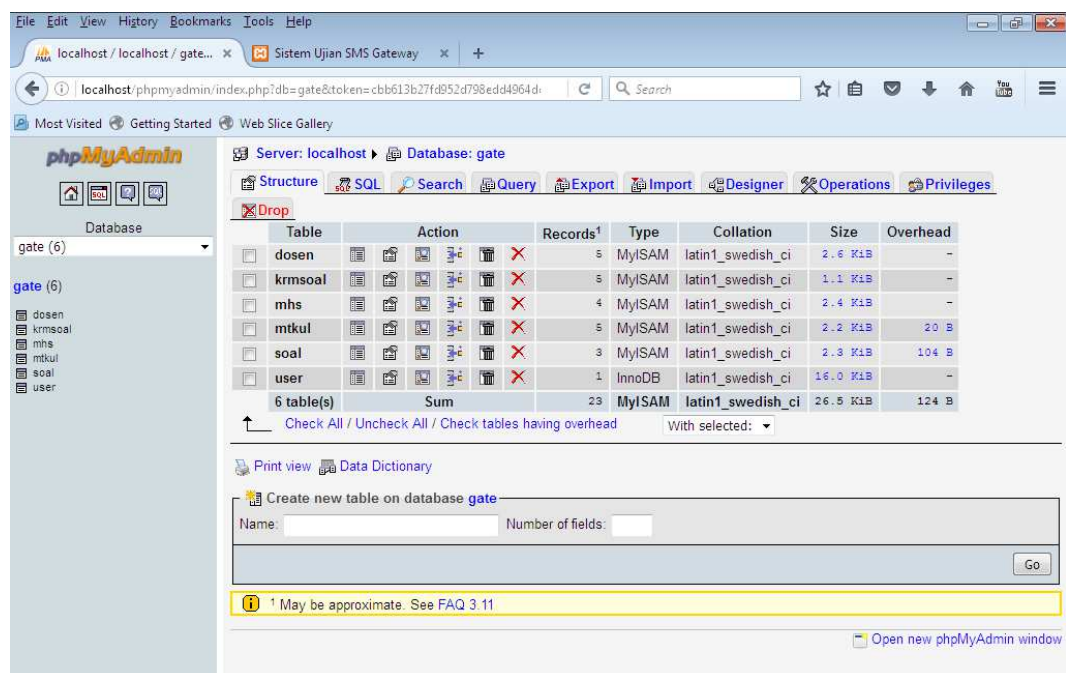 File Edit View History Bookmarks Tools Help
localhost / localhost / gate... × Sistem Ujian SMS Gateway × +
localhost/phpmyadmin/index.php?db=gate&token=cbb613b27fd952d798edd4964d Search
Most Visited Getting Started Web Slice Gallery
phpMyAdmin
Database
gate (6)
gate (6)
dosen
krmsoal
mhs
mtkul
soal
user
Server: localhost Database: gate
Structure SQL Search Query Export Import Designer Operations Privileges
Drop
Table Action Records¹ Type Collation Size Overhead
dosen 5 MyISAM latin1_swedish_ci 2.6 KiB -
krmsoal 5 MyISAM latin1_swedish_ci 1.1 KiB -
mhs 4 MyISAM latin1_swedish_ci 2.4 KiB -
mtkul 5 MyISAM latin1_swedish_ci 2.2 KiB 20 B
soal 3 MyISAM latin1_swedish_ci 2.3 KiB 104 B
user 1 InnoDB latin1_swedish_ci 16.0 KiB -
6 table(s) Sum 23 MyISAM latin1_swedish_ci 26.5 KiB 124 B
Check All / Uncheck All / Check tables having overhead With selected:
Print view Data Dictionary
Create new table on database gate
Name: Number of fields:
Go
¹ May be approximate. See FAQ 3.11
Open new phpMyAdmin window